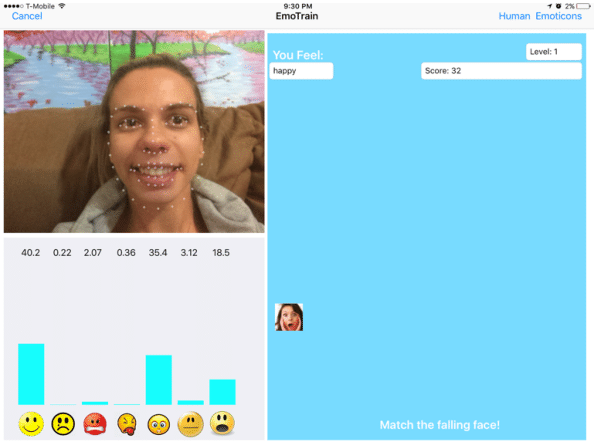 T-Mobile 9:30 PM 2%
Cancel EmoTrain Human Emoticons
You Feel: Level: 1
happy Score: 32
40.2 0.22 2.07 0.36 35.4 3.12 18.5
Match the falling face!